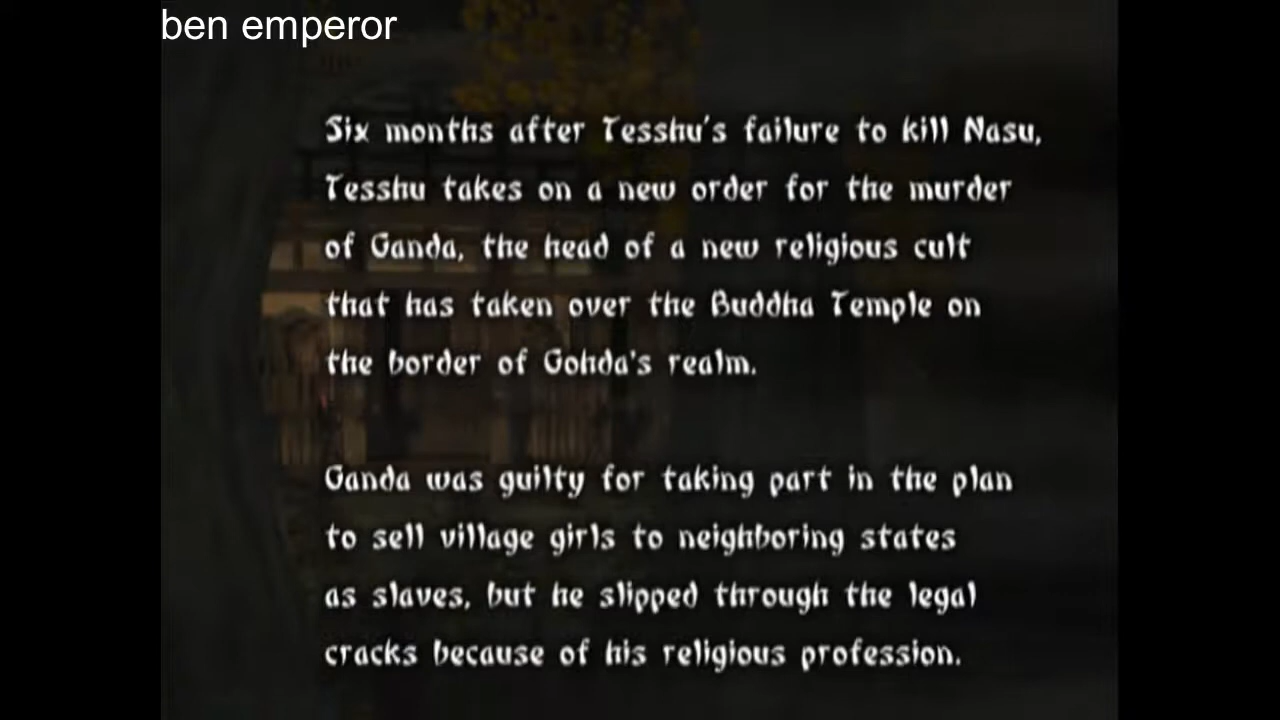 ben emperor
Six months after Tesshu's failure to kill Nasu,
Tesshu takes on a new order for the murder
of Ganda, the head of a new religious cult
that has taken over the Buddha Temple on
the border of Gohda's realm.
Ganda was guilty for taking part in the plan
to sell village girls to neighboring states
as slaves, but he slipped through the legal
cracks because of his religious profession.